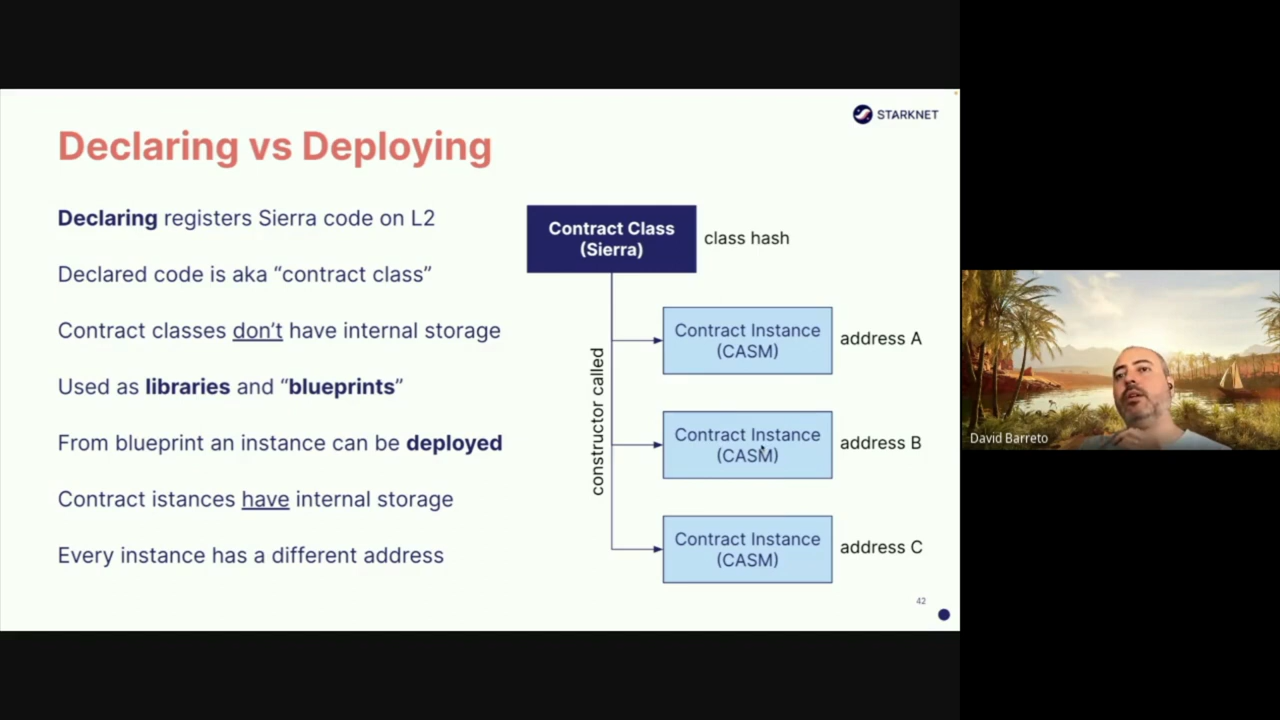 STARKNET
Declaring vs Deploying
Declaring registers Sierra code on L2
Declared code is aka “contract class”
Contract classes don’t have internal storage
Used as libraries and “blueprints”
From blueprint an instance can be deployed
Contract istances have internal storage
Every instance has a different address
Contract Class
(Sierra)
class hash
constructor called
Contract Instance
(CASM)
address A
Contract Instance
(CASM)
address B
Contract Instance
(CASM)
address C
42
David Barreto